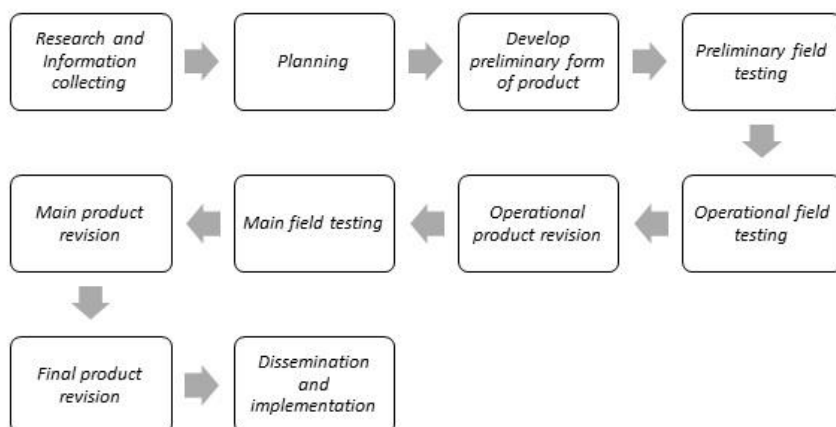 Research and
Information
collecting
Planning
Develop
preliminary form
of product
Preliminary field
testing
Main product
revision
Main field testing
Operational
product revision
Operational field
testing
Final product
revision
Dissemination
and
implementation